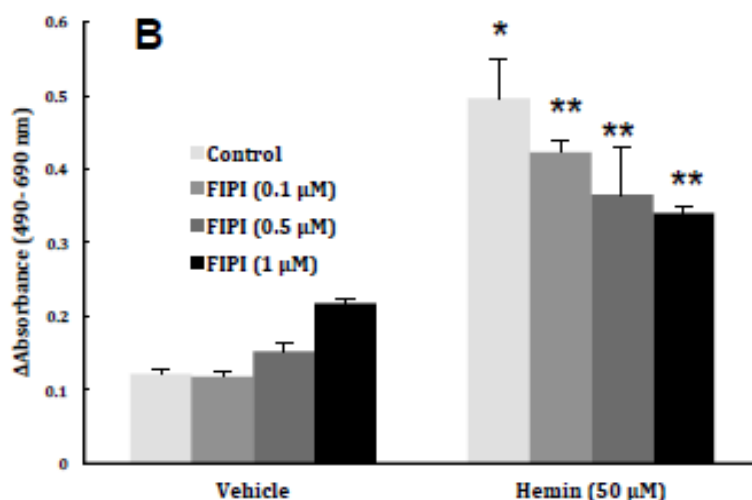 B
0.6
0.5
0.4
0.3
0.2
0.1
0
ΔAbsorbance (490- 690 nm)
Control
FIPI (0.1 μM)
FIPI (0.5 μM)
FIPI (1 μM)
*
**
**
**
Vehicle
Hemin (50 μM)